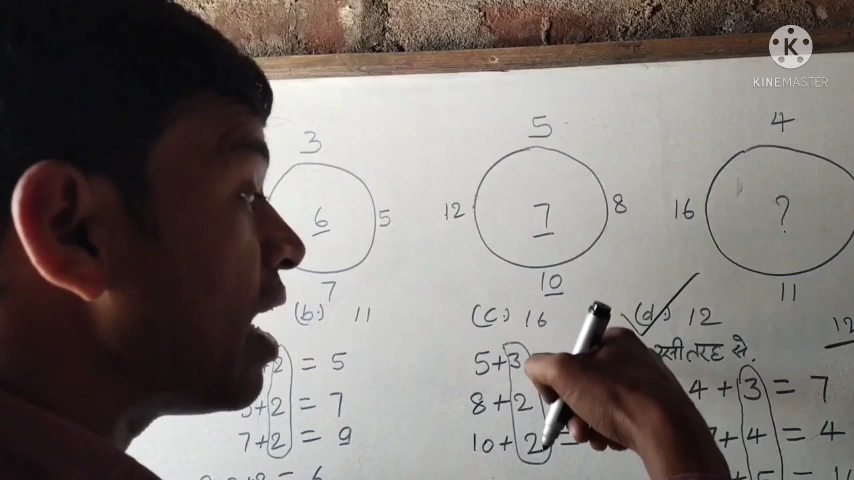 K
KINEMASTER
3 5 4
6 5 12 7 8 16 ?
7 10 11
(b.) 11 (c.) 16 (d.) 12 12
इसी तरह से.
2 = 5 5+3 4 + 3 = 7
+2 = 7 8+2 + 4 = 4
7+2 = 9 10+2 =
= 6